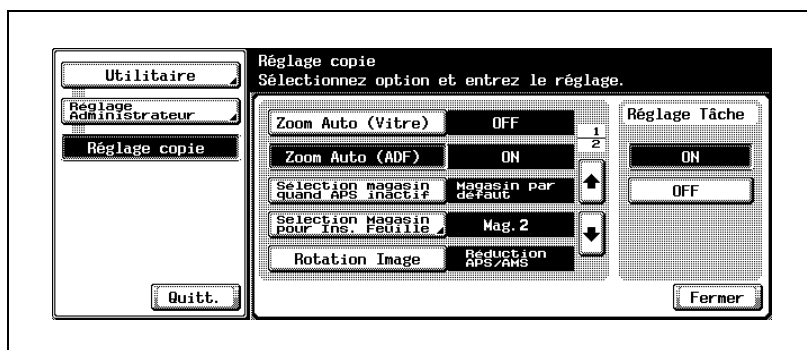 Utilitaire
Réglage
Administrateur
Réglage copie
Quitt.
Réglage copie
Sélectionnez option et entrez le réglage.
Zoom Auto (Vitre)
OFF
Zoom Auto (ADF)
ON
Sélection magasin
quand APS inactif
Magasin par
défaut
Sélection Magasin
pour Ins. Feuille
Mag. 2
Rotation Image
Réduction
APS/AMS
1
2
Réglage Tâche
ON
OFF
Fermer